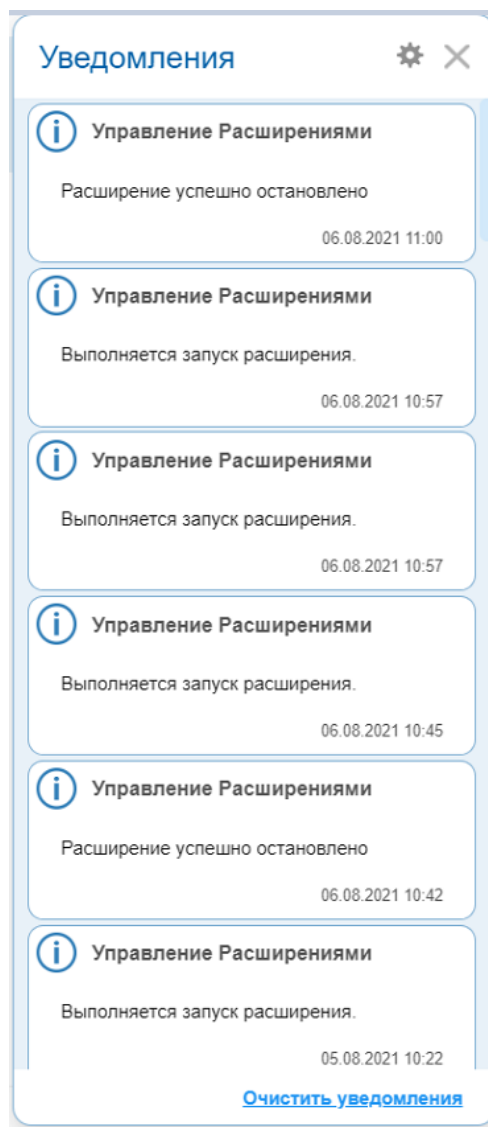 Уведомления
Управление Расширениями
Расширение успешно остановлено
06.08.2021 11:00
Управление Расширениями
Выполняется запуск расширения.
06.08.2021 10:57
Управление Расширениями
Выполняется запуск расширения.
06.08.2021 10:57
Управление Расширениями
Выполняется запуск расширения.
06.08.2021 10:45
Управление Расширениями
Расширение успешно остановлено
06.08.2021 10:42
Управление Расширениями
Выполняется запуск расширения.
05.08.2021 10:22
Очистить уведомления